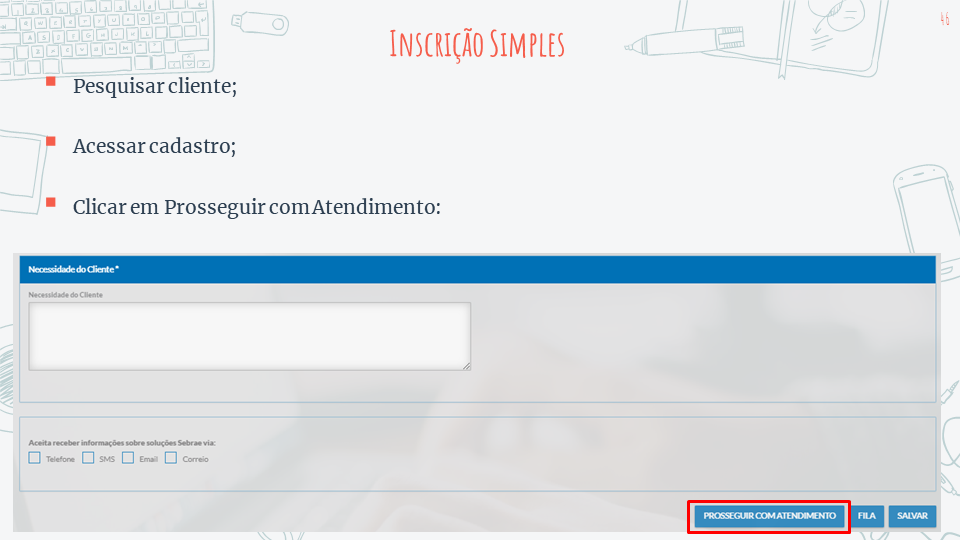 46
Inscrição Simples
Pesquisar cliente;
Acessar cadastro;
Clicar em Prosseguir com Atendimento:
Necessidade do Cliente *
Necessidade do Cliente
Aceita receber informações sobre soluções Sebrae via:
Telefone SMS Email Correio
PROSSEGUIR COM ATENDIMENTO FILA SALVAR